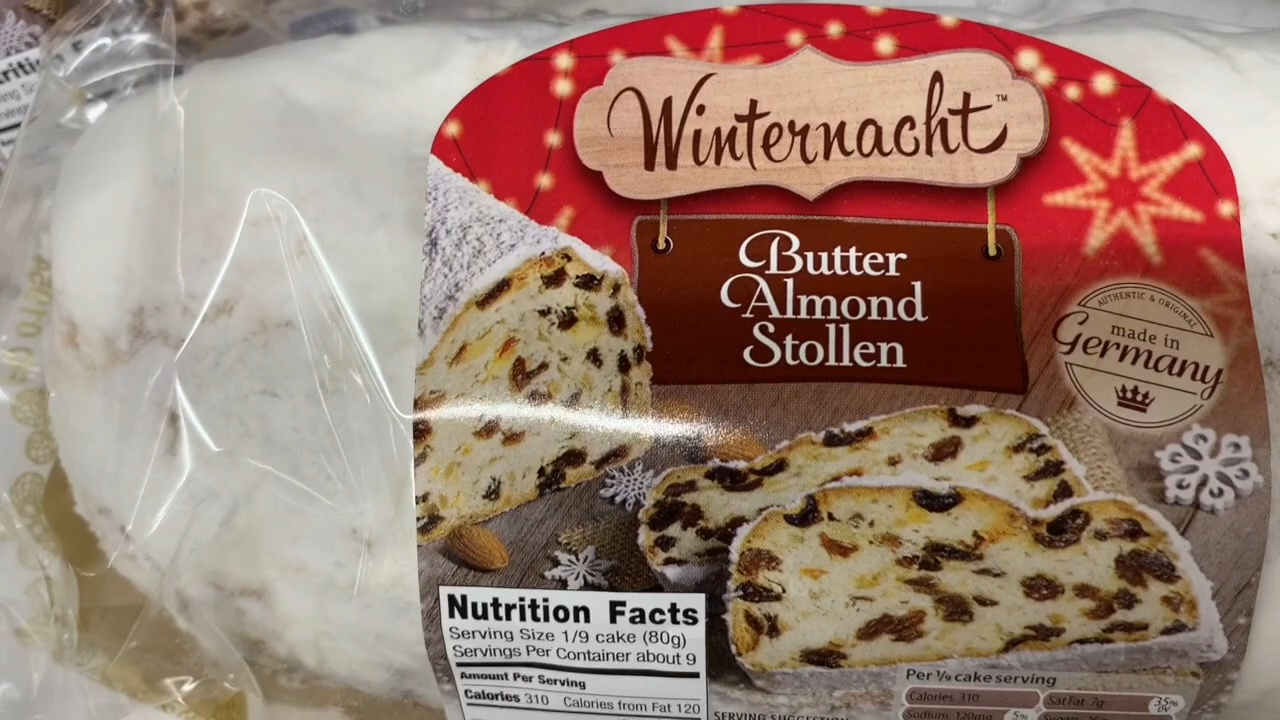 Winternacht™
Butter
Almond
Stollen
AUTHENTIC & ORIGINAL
made in
Germany
Nutrition Facts
Serving Size 1/9 cake (80g)
Servings Per Container about 9
Amount Per Serving
Calories 310 Calories from Fat 120
Per 1/9 cake serving
Calories 310
Sat Fat 7g 35% DV
Sodium 120mg 5%
SERVING SUGGESTION